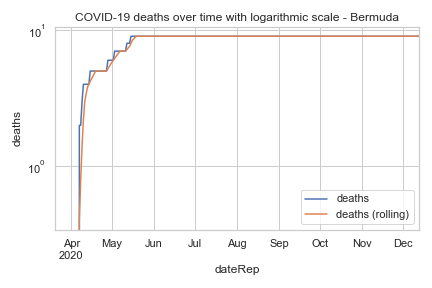 COVID-19 deaths over time with logarithmic scale - Bermuda
10¹
10⁰
deaths
deaths
deaths (rolling)
Apr May Jun Jul Aug Sep Oct Nov Dec
2020
dateRep